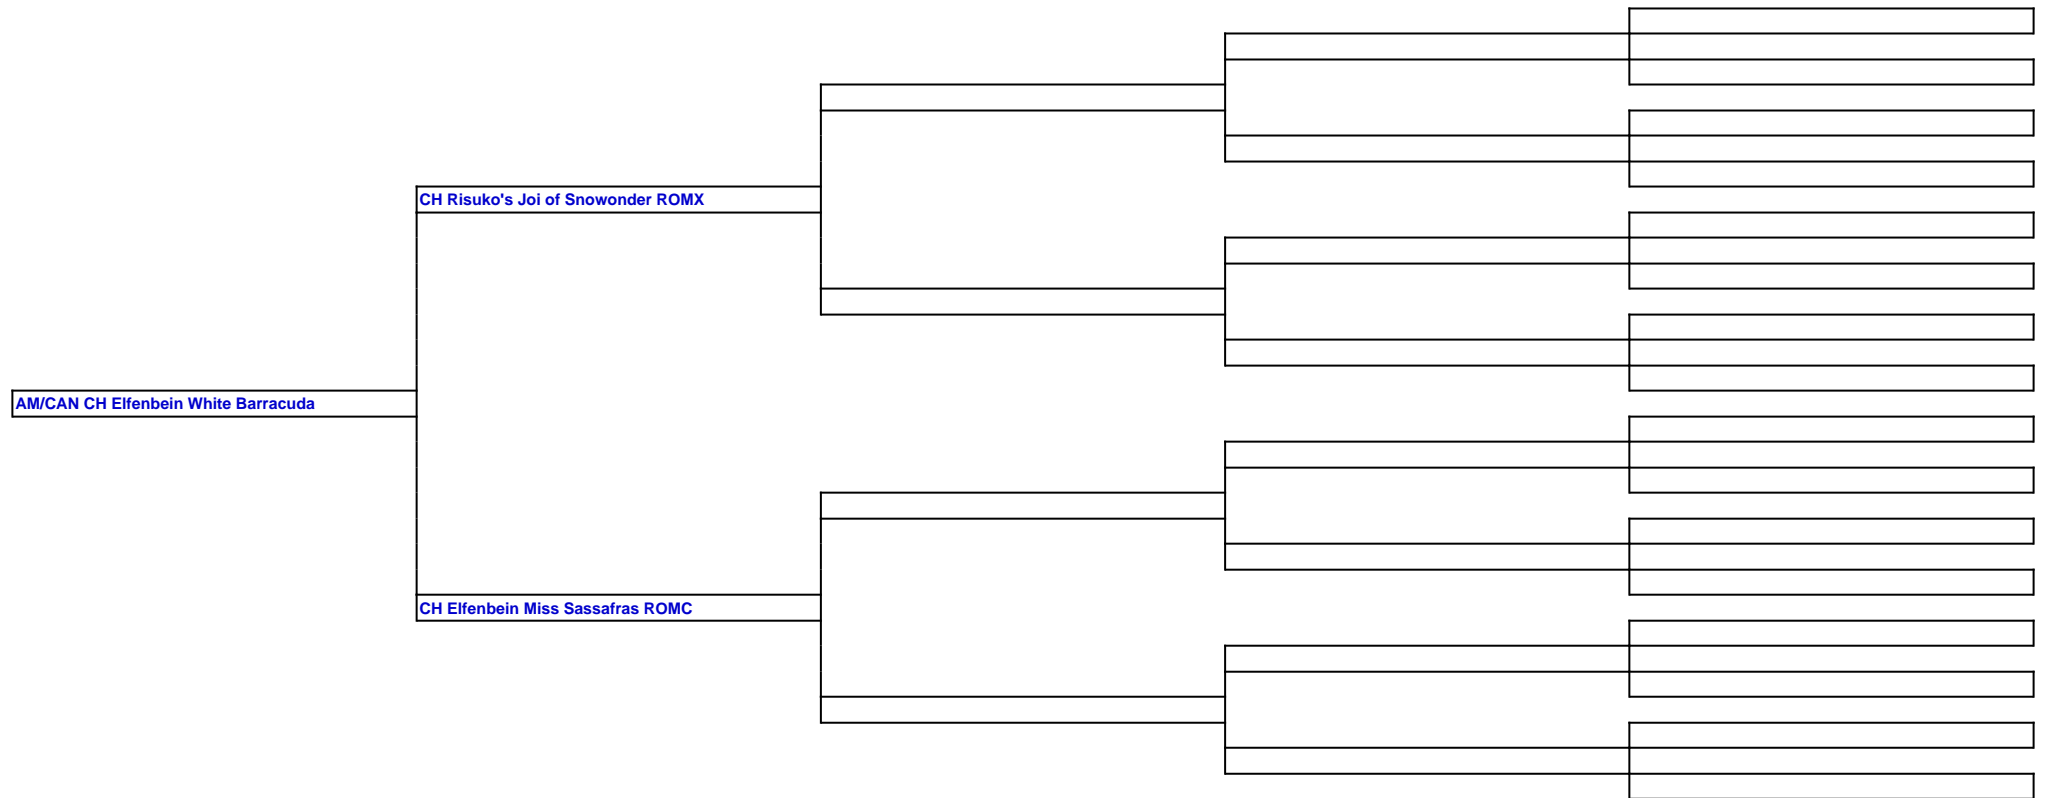 CH Risuko's Joi of Snowonder ROMX
AM/CAN CH Elfenbein White Barracuda
CH Elfenbein Miss Sassafras ROMC